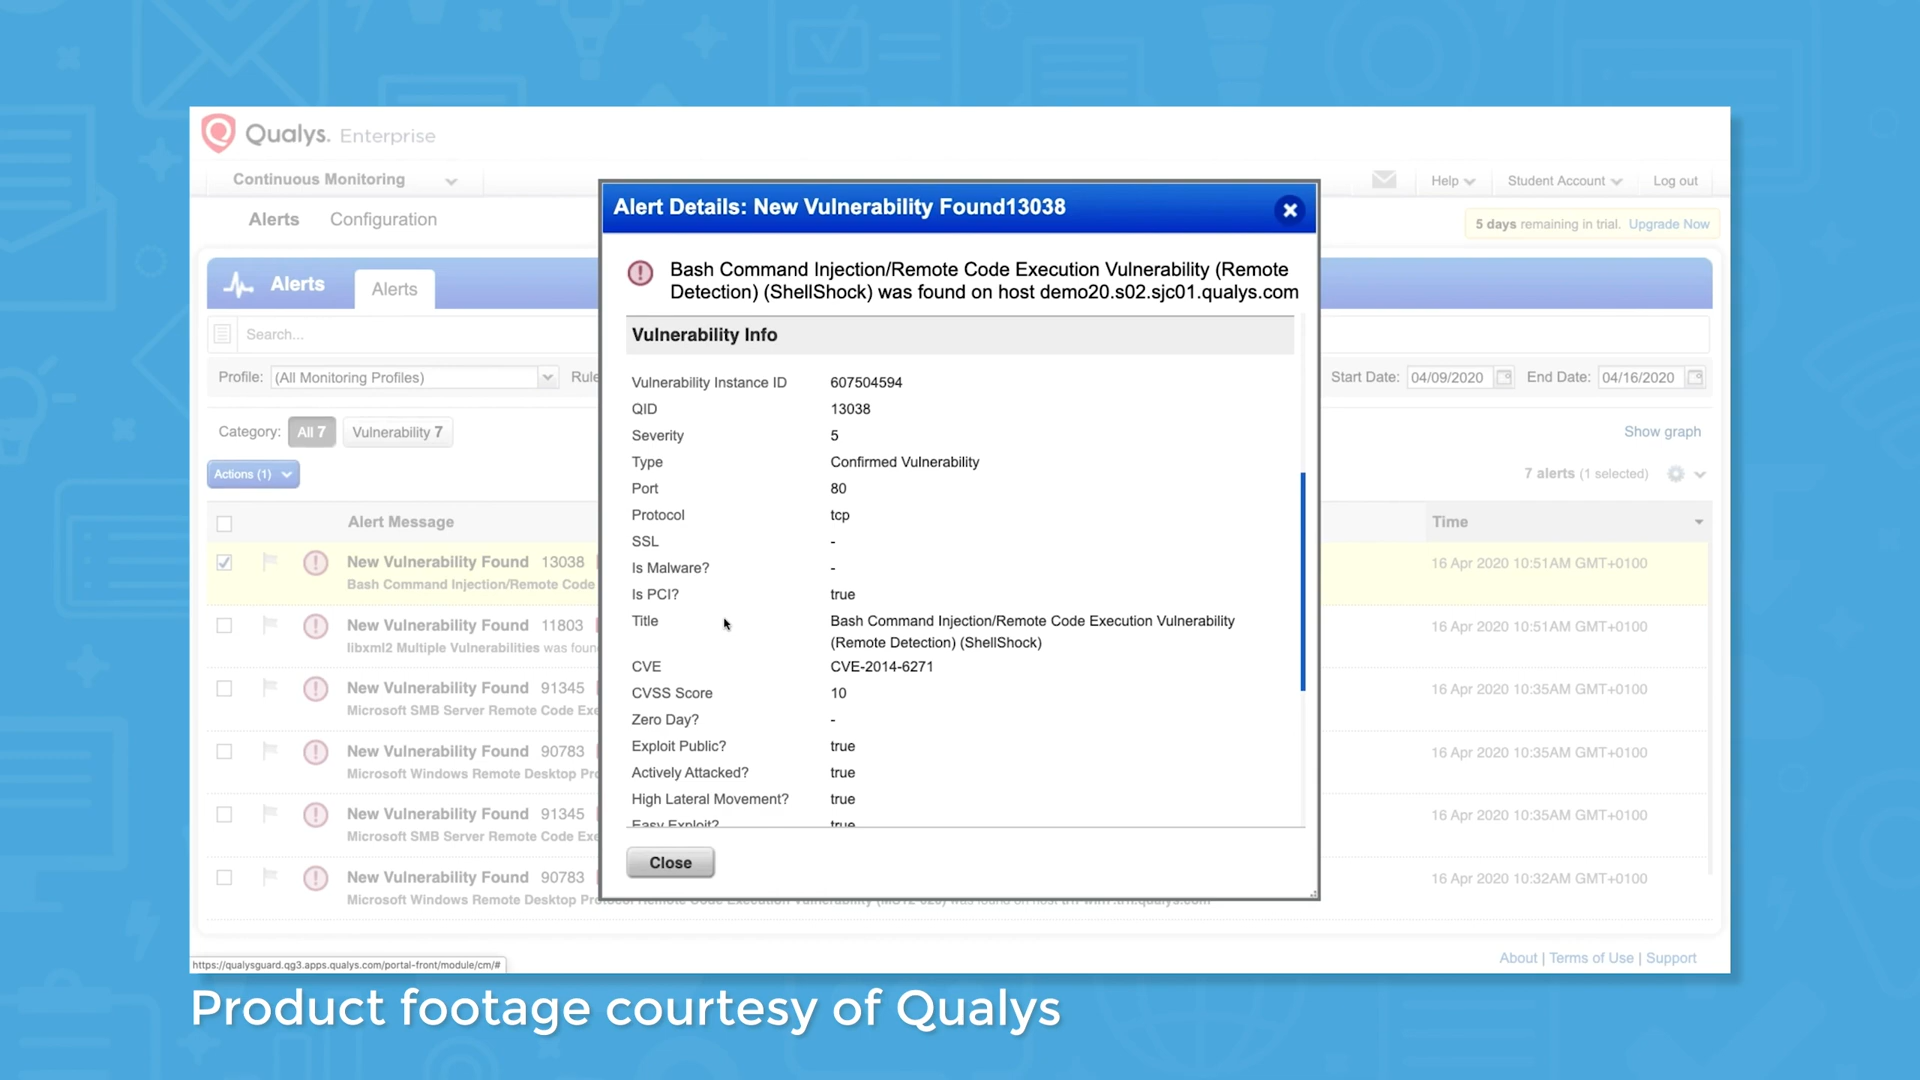 Qualys. Enterprise
Continuous Monitoring
Help
Student Account
Log out
Alerts
Configuration
5 days remaining in trial. Upgrade Now
Alerts
Alerts
Search...
Profile: (All Monitoring Profiles)
Rule
Start Date: 04/09/2020
End Date: 04/16/2020
Category: All 7 Vulnerability 7
Show graph
Actions (1)
7 alerts (1 selected)
Alert Message
Time
New Vulnerability Found 13038
Bash Command Injection/Remote Code
16 Apr 2020 10:51AM GMT+0100
New Vulnerability Found 11803
libxml2 Multiple Vulnerabilities was foun
16 Apr 2020 10:51AM GMT+0100
New Vulnerability Found 91345
Microsoft SMB Server Remote Code Exe
16 Apr 2020 10:35AM GMT+0100
New Vulnerability Found 90783
Microsoft Windows Remote Desktop Pro
16 Apr 2020 10:35AM GMT+0100
New Vulnerability Found 91345
Microsoft SMB Server Remote Code Exe
16 Apr 2020 10:35AM GMT+0100
New Vulnerability Found 90783
Microsoft Windows Remote Desktop
16 Apr 2020 10:32AM GMT+0100
Alert Details: New Vulnerability Found13038
Bash Command Injection/Remote Code Execution Vulnerability (Remote
Detection) (ShellShock) was found on host demo20.s02.sjc01.qualys.com
Vulnerability Info
Vulnerability Instance ID 607504594
QID 13038
Severity 5
Type Confirmed Vulnerability
Port 80
Protocol tcp
SSL -
Is Malware? -
Is PCI? true
Title Bash Command Injection/Remote Code Execution Vulnerability
(Remote Detection) (ShellShock)
CVE CVE-2014-6271
CVSS Score 10
Zero Day? -
Exploit Public? true
Actively Attacked? true
High Lateral Movement? true
Easy Exploit? true
Close
https://qualysguard.qg3.apps.qualys.com/portal-front/module/cm/#
About | Terms of Use | Support
Product footage courtesy of Qualys